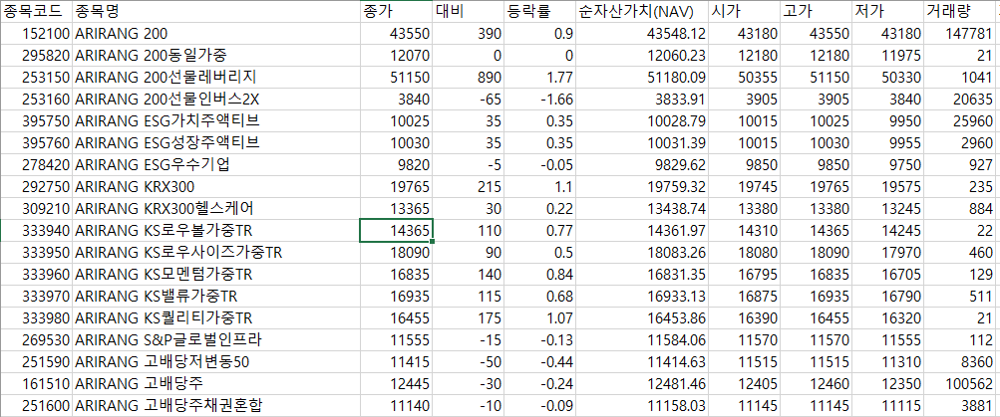 종목코드 종목명 종가 대비 등락률 순자산가치(NAV) 시가 고가 저가 거래량
152100 ARIRANG 200 43550 390 0.9 43548.12 43180 43550 43180 147781
295820 ARIRANG 200동일가중 12070 0 0 12060.23 12180 12180 11975 21
253150 ARIRANG 200선물레버리지 51150 890 1.77 51180.09 50355 51150 50330 1041
253160 ARIRANG 200선물인버스2X 3840 -65 -1.66 3833.91 3905 3905 3840 20635
395750 ARIRANG ESG가치주액티브 10025 35 0.35 10028.79 10015 10025 9950 25960
395760 ARIRANG ESG성장주액티브 10030 35 0.35 10031.39 10015 10030 9955 2960
278420 ARIRANG ESG우수기업 9820 -5 -0.05 9829.62 9850 9850 9750 927
292750 ARIRANG KRX300 19765 215 1.1 19759.32 19745 19765 19575 235
309210 ARIRANG KRX300헬스케어 13365 30 0.22 13438.74 13380 13380 13245 884
333940 ARIRANG KS로우볼가중TR 14365 110 0.77 14361.97 14310 14365 14245 22
333950 ARIRANG KS로우사이즈가중TR 18090 90 0.5 18083.26 18080 18090 17970 460
333960 ARIRANG KS모멘텀가중TR 16835 140 0.84 16831.35 16795 16835 16705 129
333970 ARIRANG KS밸류가중TR 16935 115 0.68 16933.13 16875 16935 16790 511
333980 ARIRANG KS퀄리티가중TR 16455 175 1.07 16453.86 16390 16455 16320 21
269530 ARIRANG S&P글로벌인프라 11555 -15 -0.13 11584.06 11570 11570 11555 112
251590 ARIRANG 고배당저변동50 11415 -50 -0.44 11414.63 11515 11515 11310 8360
161510 ARIRANG 고배당주 12445 -30 -0.24 12481.46 12405 12460 12350 100562
251600 ARIRANG 고배당주채권혼합 11140 -10 -0.09 11158.03 11145 11145 11115 3881